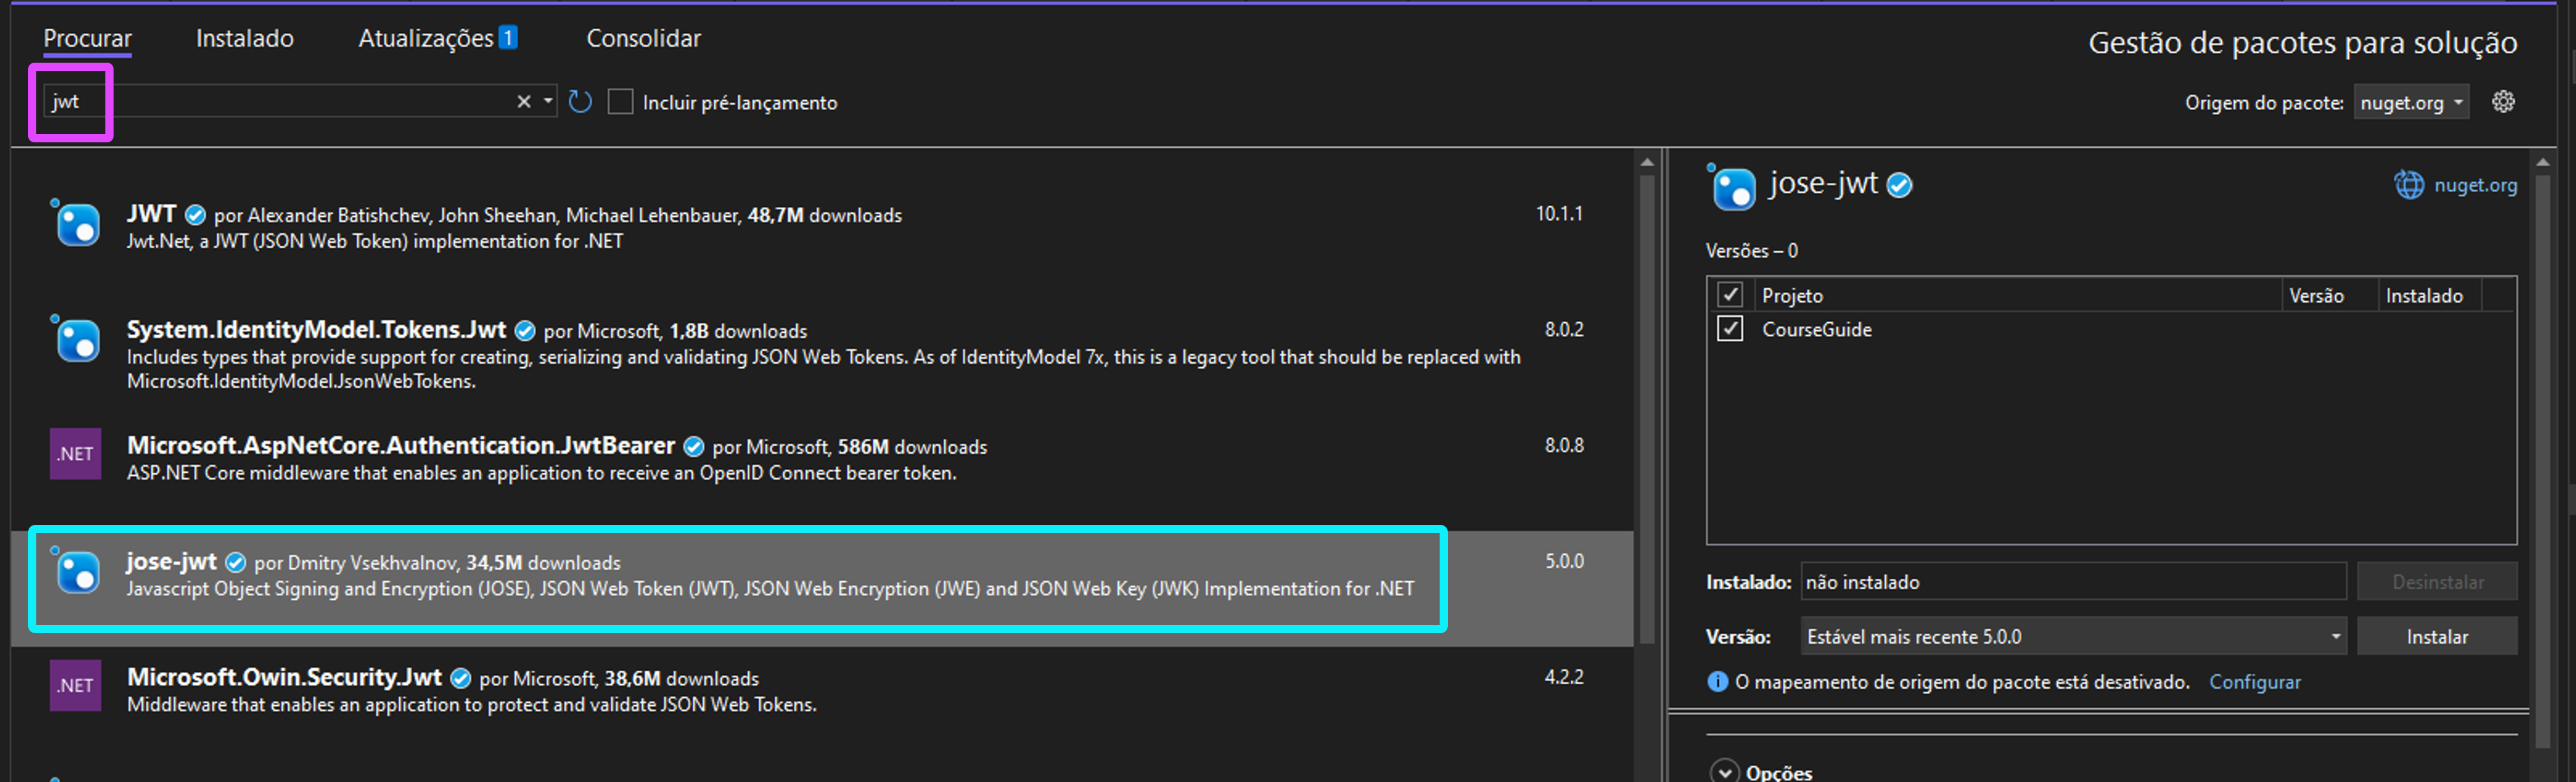 Procurar Instalado Atualizações 1 Consolidar
Gestão de pacotes para solução
jwt Incluir pré-lançamento
Origem do pacote: nuget.org
JWT por Alexander Batishchev, John Sheehan, Michael Lehenbauer, 48,7M downloads 10.1.1
Jwt.Net, a JWT (JSON Web Token) implementation for .NET
System.IdentityModel.Tokens.Jwt por Microsoft, 1,8B downloads 8.0.2
Includes types that provide support for creating, serializing and validating JSON Web Tokens. As of IdentityModel 7x, this is a legacy tool that should be replaced with
Microsoft.IdentityModel.JsonWebTokens.
.NET
Microsoft.AspNetCore.Authentication.JwtBearer por Microsoft, 586M downloads 8.0.8
ASP.NET Core middleware that enables an application to receive an OpenID Connect bearer token.
jose-jwt por Dmitry Vsekhvalnov, 34,5M downloads 5.0.0
Javascript Object Signing and Encryption (JOSE), JSON Web Token (JWT), JSON Web Encryption (JWE) and JSON Web Key (JWK) Implementation for .NET
.NET
Microsoft.Owin.Security.Jwt por Microsoft, 38,6M downloads 4.2.2
Middleware that enables an application to protect and validate JSON Web Tokens.
jose-jwt nuget.org
Versões – 0
Projeto Versão Instalado
CourseGuide
Instalado: não instalado Desinstalar
Versão: Estável mais recente 5.0.0 Instalar
O mapeamento de origem do pacote está desativado. Configurar
Opções